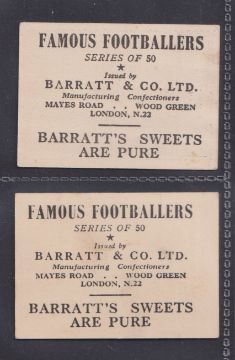 FAMOUS FOOTBALLERS
SERIES OF 50
Issued by
BARRATT & CO. LTD.
Manufacturing Confectioners
MAYES ROAD . . WOOD GREEN
LONDON, N.22
BARRATT'S SWEETS
ARE PURE
FAMOUS FOOTBALLERS
SERIES OF 50
Issued by
BARRATT & CO. LTD.
Manufacturing Confectioners
MAYES ROAD . . WOOD GREEN
LONDON, N.22
BARRATT'S SWEETS
ARE PURE